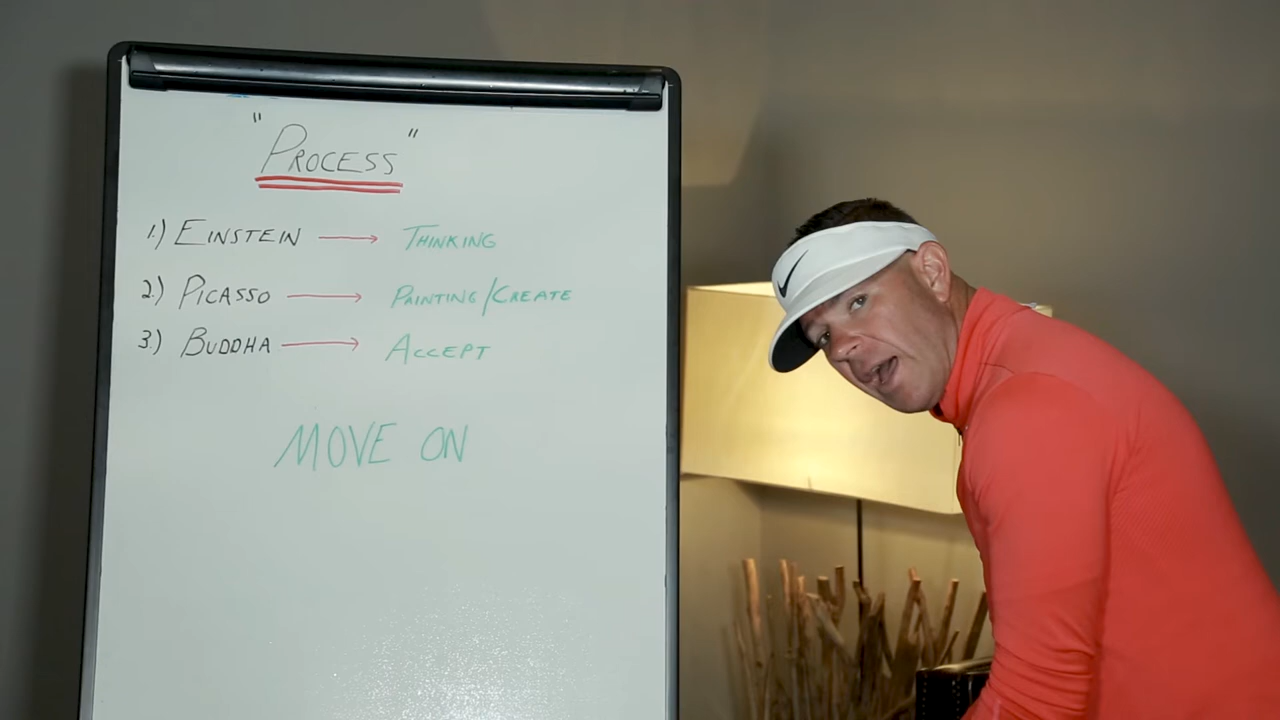 "PROCESS"
1.) EINSTEIN → THINKING
2.) PICASSO → PAINTING/CREATE
3.) BUDDHA → ACCEPT
MOVE ON